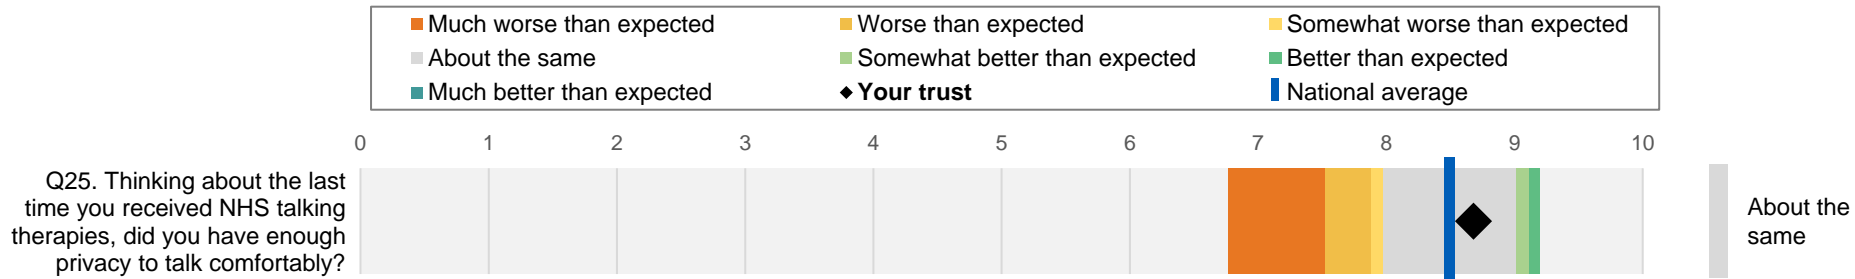 Much worse than expected Worse than expected Somewhat worse than expected
About the same Somewhat better than expected Better than expected
Much better than expected Your trust National average
0 1 2 3 4 5 6 7 8 9 10
Q25. Thinking about the last
time you received NHS talking
therapies, did you have enough
privacy to talk comfortably?
About the
same